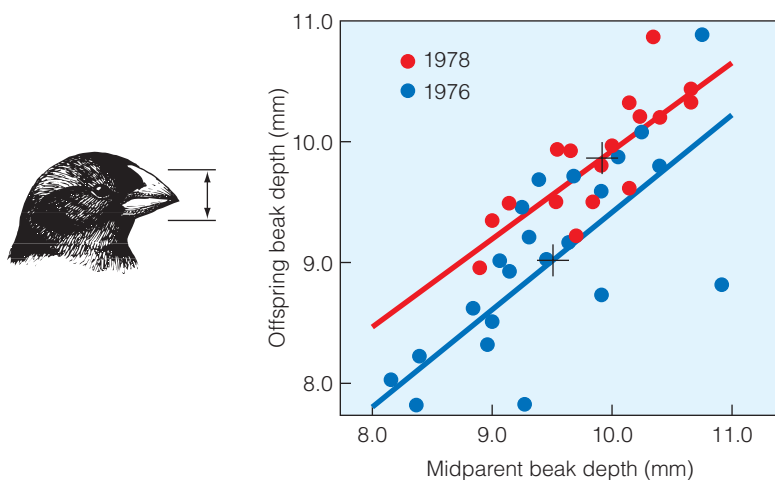 11.0
10.0
9.0
8.0
Offspring beak depth (mm)
1978
1976
8.0 9.0 10.0 11.0
Midparent beak depth (mm)